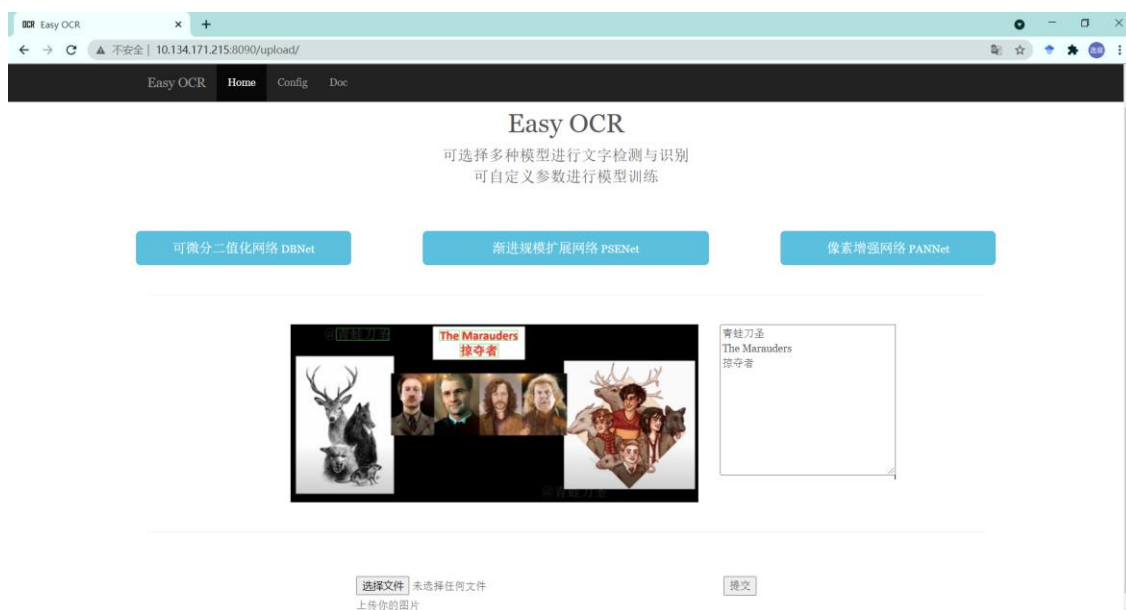 OCR Easy OCR
不安全 | 10.134.171.215:8090/upload/
Easy OCR Home Config Doc
Easy OCR
可选择多种模型进行文字检测与识别
可自定义参数进行模型训练
可微分二值化网络 DBNet 渐进规模扩展网络 PSENet 像素增强网络 PANNet
@青蛙刀圣
The Marauders
掠夺者
@青蛙刀圣
青蛙刀圣
The Marauders
掠夺者
选择文件 未选择任何文件 提交
上传你的图片